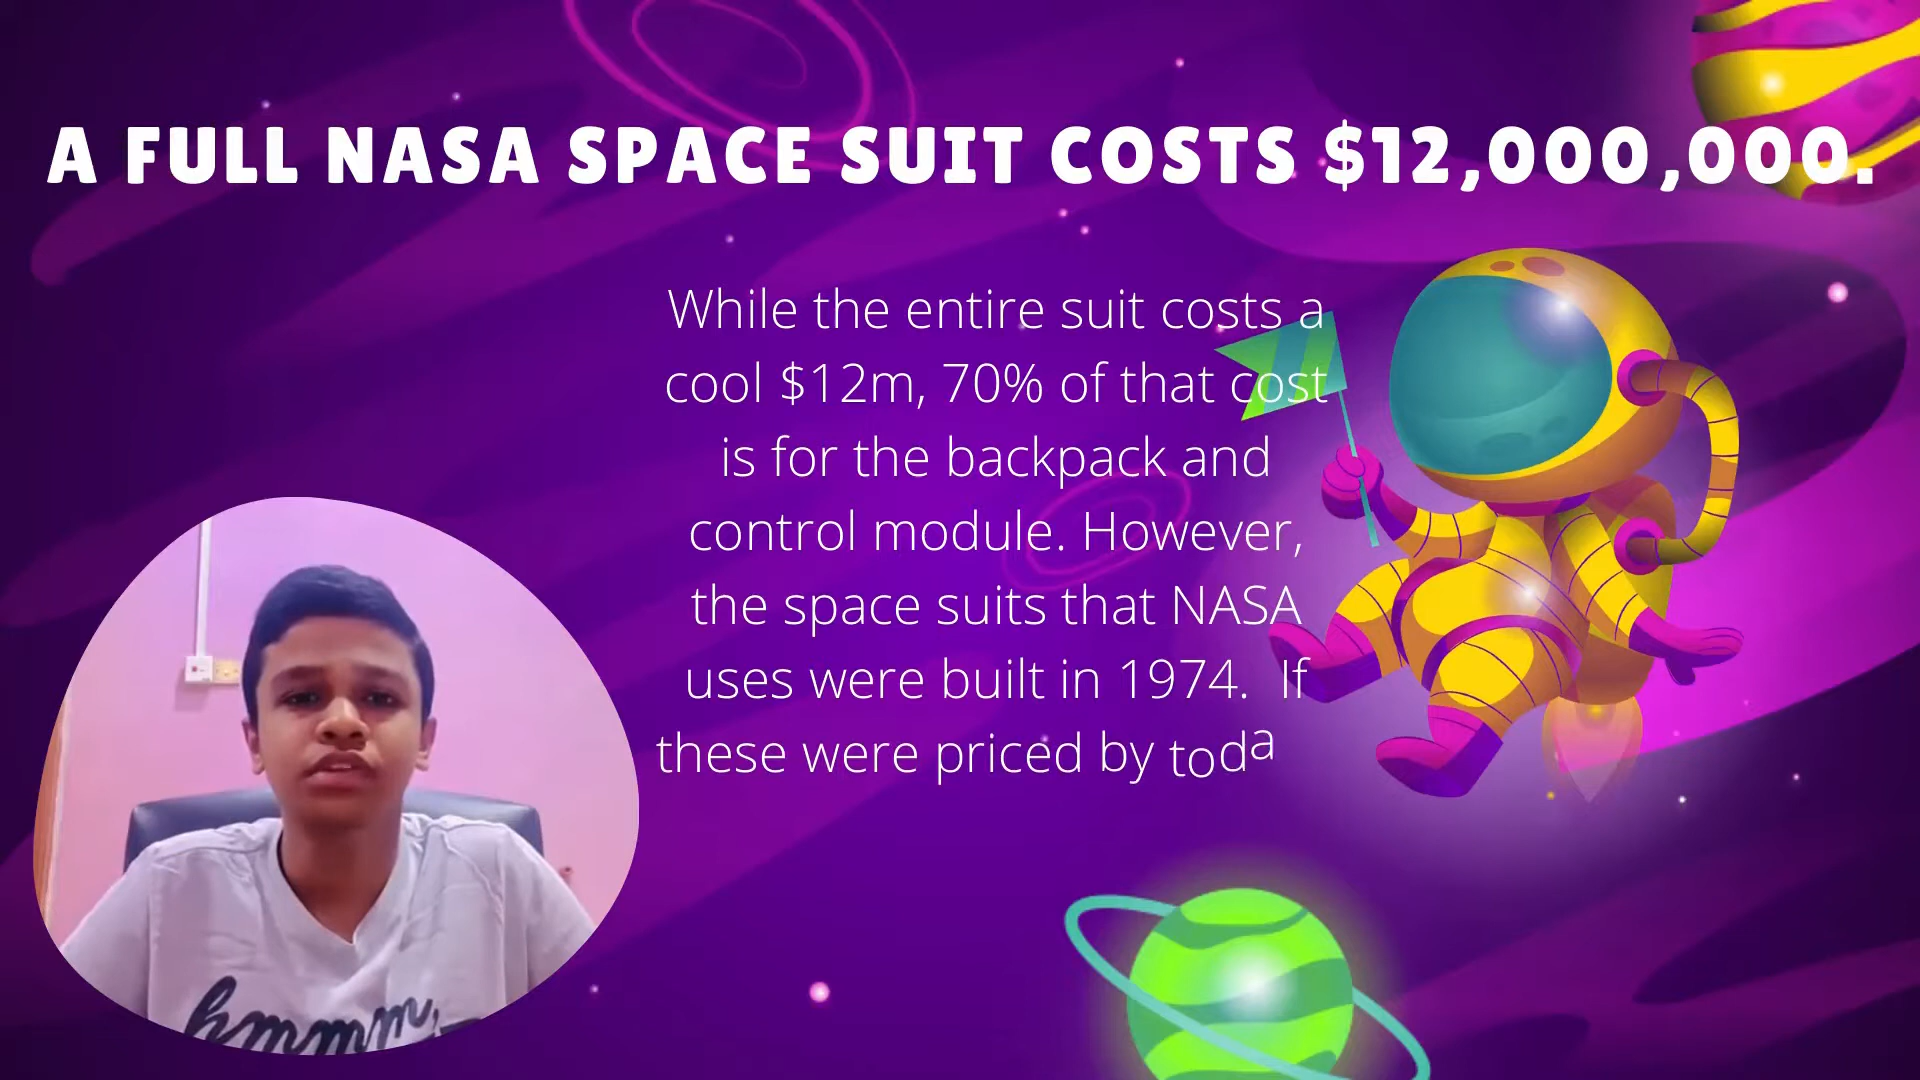 A FULL NASA SPACE SUIT COSTS $12,000,000.
While the entire suit costs a
cool $12m, 70% of that cost
is for the backpack and
control module. However,
the space suits that NASA
uses were built in 1974.  If
these were priced by toda
hmmm,